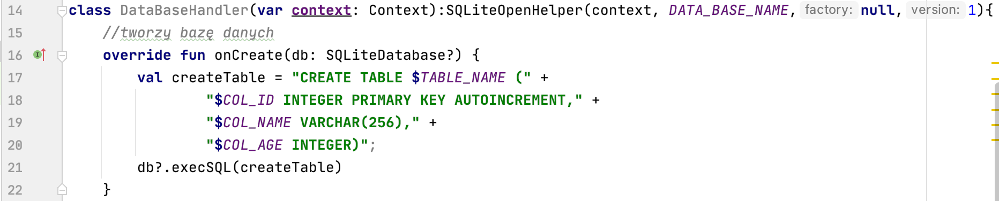 14 class DataBaseHandler(var context: Context):SQLiteOpenHelper(context, DATA_BASE_NAME, factory: null, version: 1){
15 //tworzy bazę danych
16 override fun onCreate(db: SQLiteDatabase?) {
17 val createTable = "CREATE TABLE $TABLE_NAME (" +
18 "$COL_ID INTEGER PRIMARY KEY AUTOINCREMENT," +
19 "$COL_NAME VARCHAR(256)," +
20 "$COL_AGE INTEGER)";
21 db?.execSQL(createTable)
22 }